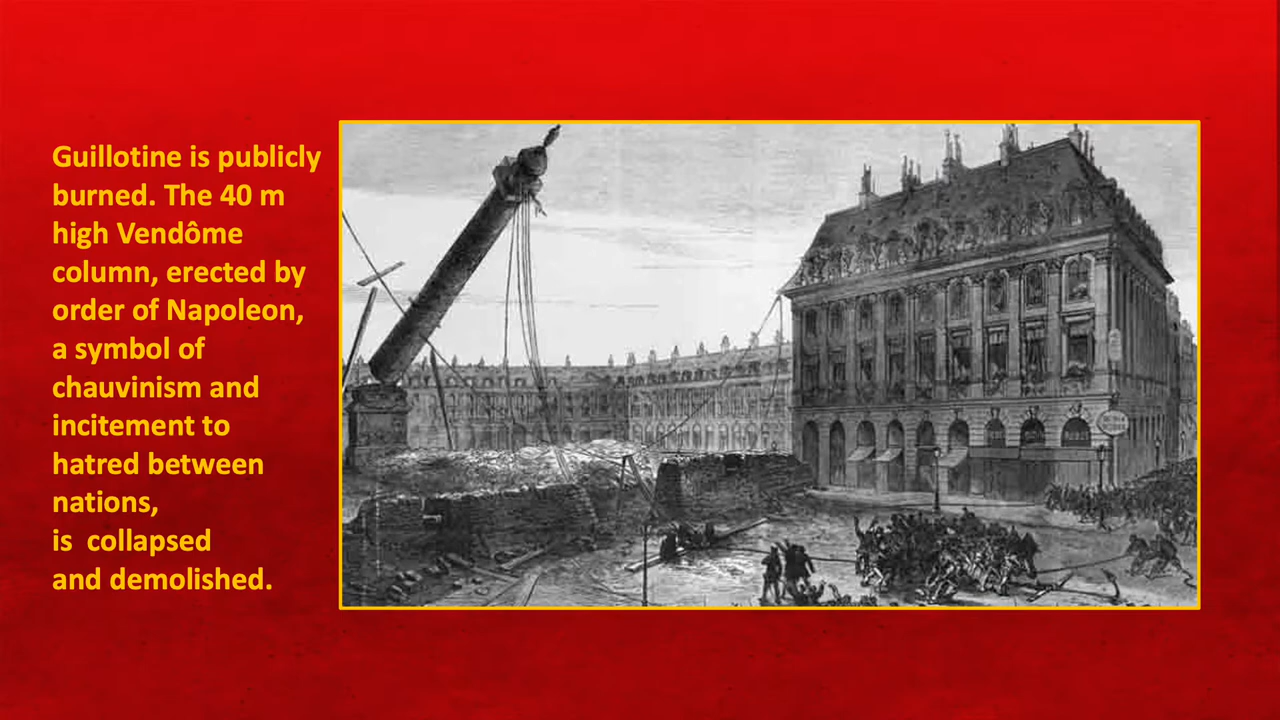 Guillotine is publicly
burned. The 40 m
high Vendôme
column, erected by
order of Napoleon,
a symbol of
chauvinism and
incitement to
hatred between
nations,
is  collapsed
and demolished.